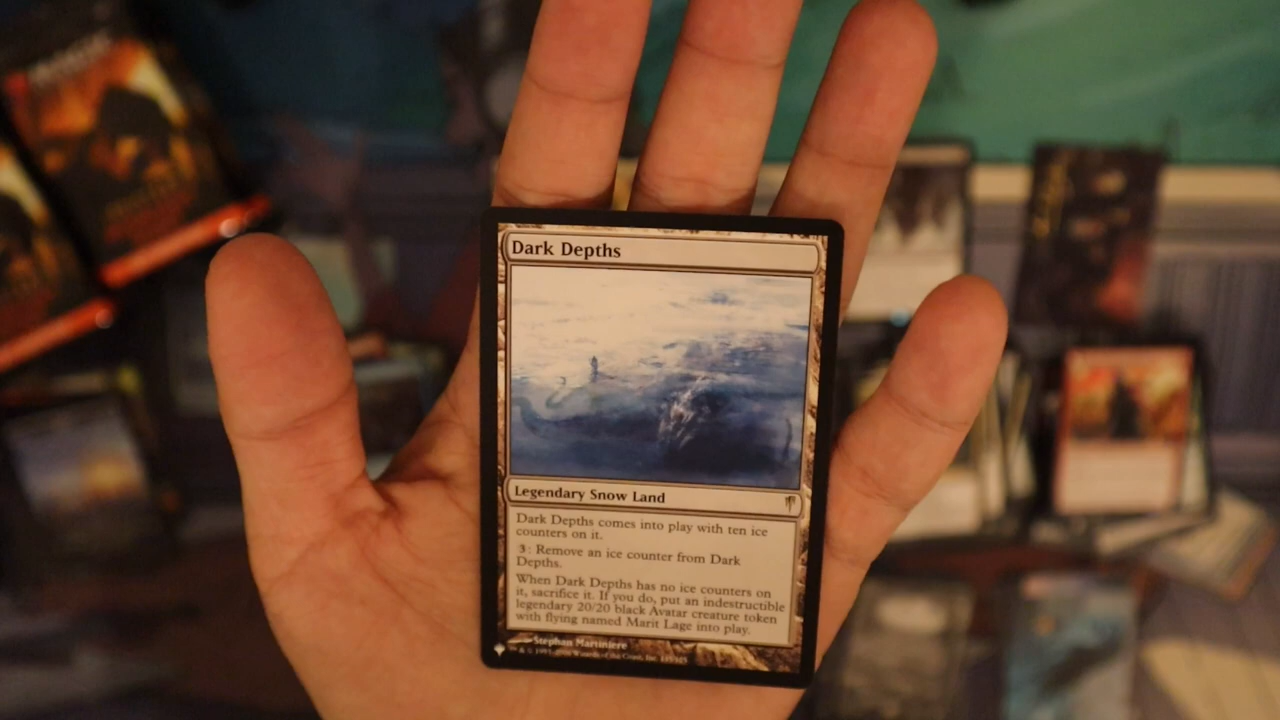 Dark Depths
Legendary Snow Land
Dark Depths comes into play with ten ice
counters on it.
3: Remove an ice counter from Dark
Depths.
When Dark Depths has no ice counters on
it, sacrifice it. If you do, put an indestructible
legendary 20/20 black Avatar creature token
with flying named Marit Lage into play.
Stephan Martiniere